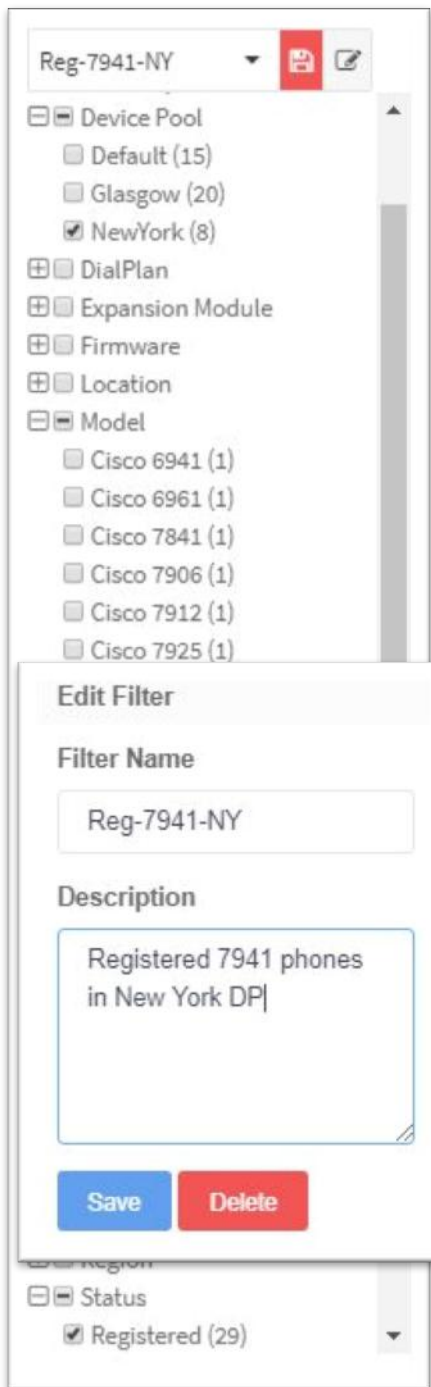 Reg-7941-NY
Device Pool
Default (15)
Glasgow (20)
NewYork (8)
DialPlan
Expansion Module
Firmware
Location
Model
Cisco 6941 (1)
Cisco 6961 (1)
Cisco 7841 (1)
Cisco 7906 (1)
Cisco 7912 (1)
Cisco 7925 (1)
Edit Filter
Filter Name
Reg-7941-NY
Description
Registered 7941 phones
in New York DP
Save Delete
Region
Status
Registered (29)